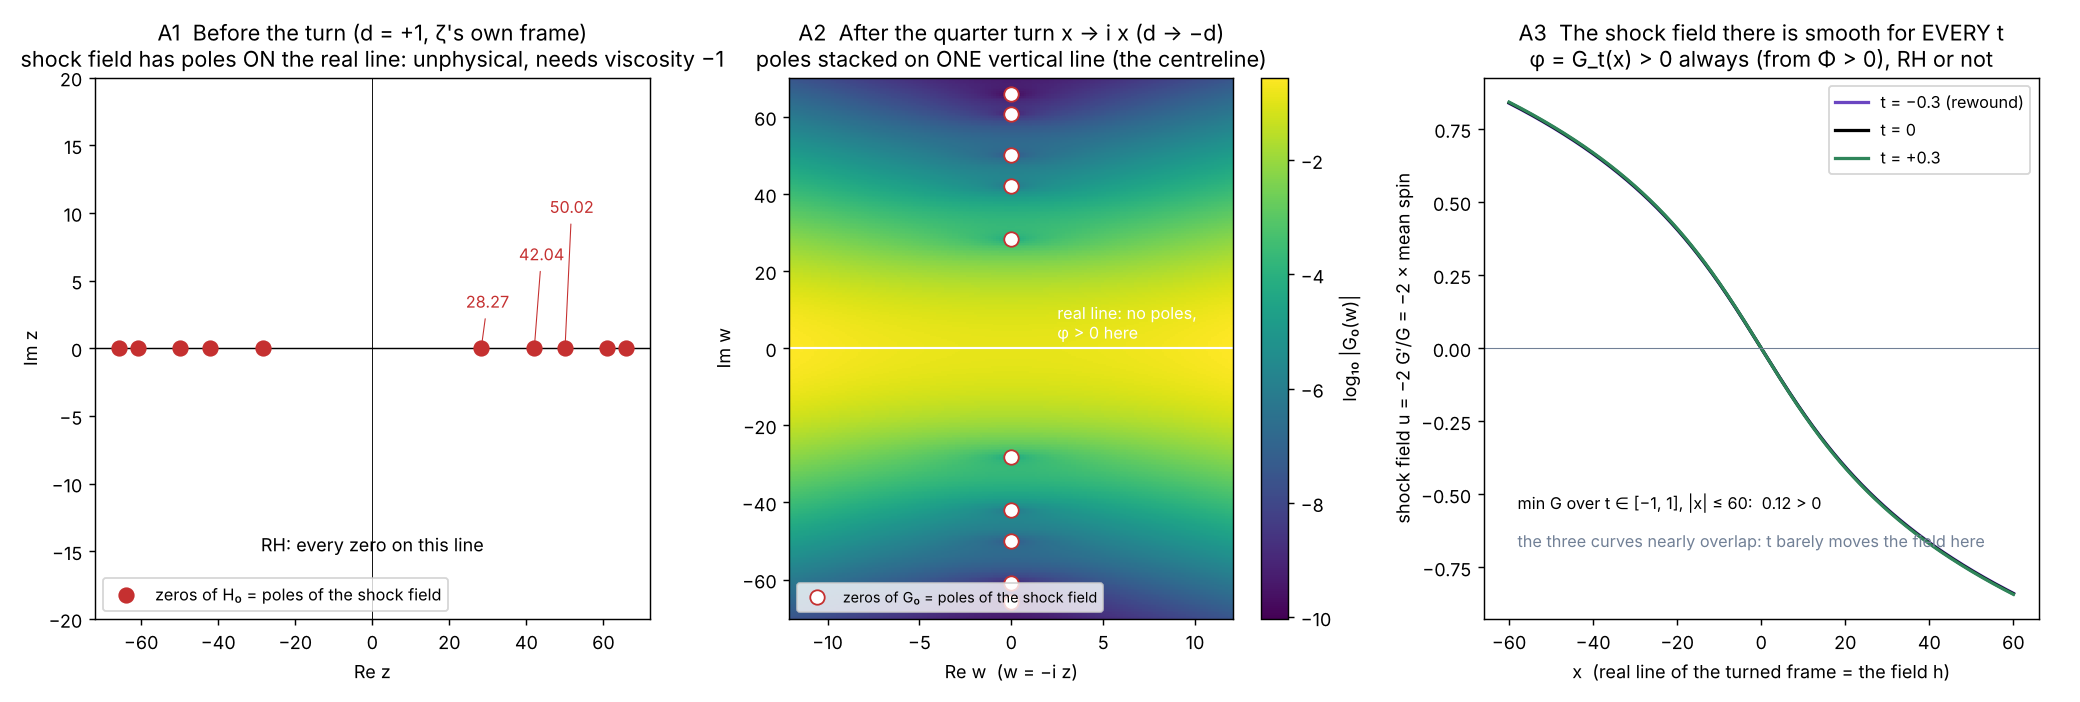 A1  Before the turn (d = +1, ζ's own frame)
shock field has poles ON the real line: unphysical, needs viscosity −1
20
15
10
5
0
−5
−10
−15
−20
Im z
50.02
42.04
28.27
RH: every zero on this line
zeros of H₀ = poles of the shock field
−60
−40
−20
0
20
40
60
Re z
A2  After the quarter turn x → i x (d → −d)
poles stacked on ONE vertical line (the centreline)
60
40
20
0
−20
−40
−60
Im w
real line: no poles,
φ > 0 here
zeros of G₀ = poles of the shock field
−10
−5
0
5
10
Re w  (w = −i z)
−2
−4
−6
−8
−10
log₁₀ |G₀(w)|
A3  The shock field there is smooth for EVERY t
φ = G_t(x) > 0 always (from Φ > 0), RH or not
0.75
0.50
0.25
0.00
−0.25
−0.50
−0.75
shock field u = −2 G′/G = −2 × mean spin
t = −0.3 (rewound)
t = 0
t = +0.3
min G over t ∈ [−1, 1], |x| ≤ 60:  0.12 > 0
the three curves nearly overlap: t barely moves the field here
−60
−40
−20
0
20
40
60
x  (real line of the turned frame = the field h)